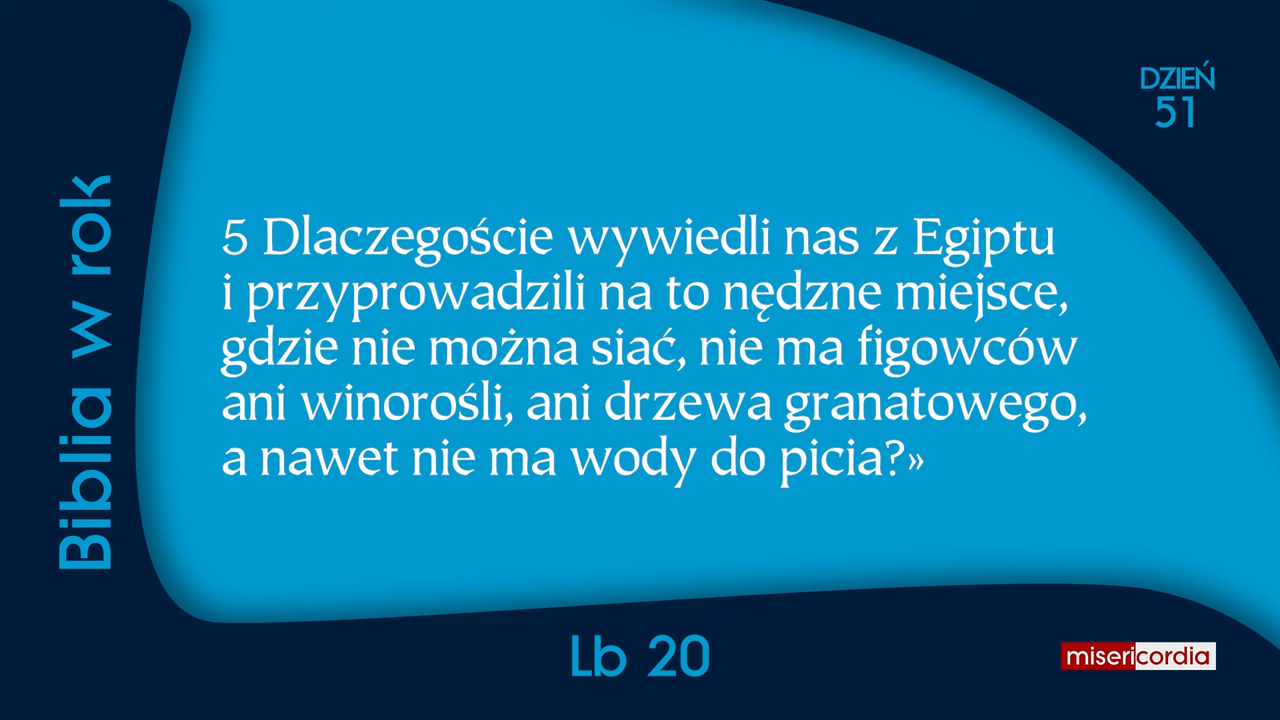 DZIEŃ
51
Biblia w rok
5 Dlaczegoście wywiedli nas z Egiptu
i przyprowadzili na to nędzne miejsce,
gdzie nie można siać, nie ma figowców
ani winorośli, ani drzewa granatowego,
a nawet nie ma wody do picia?»
Lb 20
misericordia